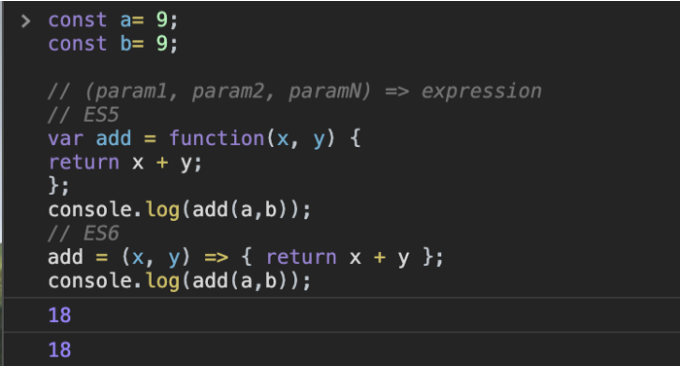 > const a= 9;
const b= 9;
// (param1, param2, paramN) => expression
// ES5
var add = function(x, y) {
return x + y;
};
console.log(add(a,b));
// ES6
add = (x, y) => { return x + y };
console.log(add(a,b));
18
18